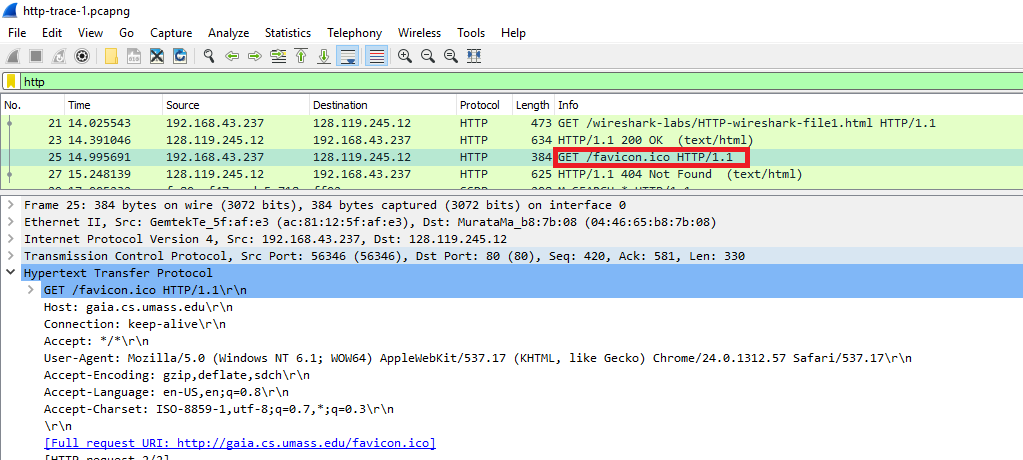 http-trace-1.pcapng
File Edit View Go Capture Analyze Statistics Telephony Wireless Tools Help
http
No. Time Source Destination Protocol Length Info
21 14.025543 192.168.43.237 128.119.245.12 HTTP 473 GET /wireshark-labs/HTTP-wireshark-file1.html HTTP/1.1
23 14.391046 128.119.245.12 192.168.43.237 HTTP 634 HTTP/1.1 200 OK (text/html)
25 14.995691 192.168.43.237 128.119.245.12 HTTP 384 GET /favicon.ico HTTP/1.1
27 15.248139 128.119.245.12 192.168.43.237 HTTP 625 HTTP/1.1 404 Not Found (text/html)
Frame 25: 384 bytes on wire (3072 bits), 384 bytes captured (3072 bits) on interface 0
Ethernet II, Src: GemtekTe_5f:af:e3 (ac:81:12:5f:af:e3), Dst: MurataMa_b8:7b:08 (04:46:65:b8:7b:08)
Internet Protocol Version 4, Src: 192.168.43.237, Dst: 128.119.245.12
Transmission Control Protocol, Src Port: 56346 (56346), Dst Port: 80 (80), Seq: 420, Ack: 581, Len: 330
Hypertext Transfer Protocol
GET /favicon.ico HTTP/1.1\r\n
Host: gaia.cs.umass.edu\r\n
Connection: keep-alive\r\n
Accept: */*\r\n
User-Agent: Mozilla/5.0 (Windows NT 6.1; WOW64) AppleWebKit/537.17 (KHTML, like Gecko) Chrome/24.0.1312.57 Safari/537.17\r\n
Accept-Encoding: gzip,deflate,sdch\r\n
Accept-Language: en-US,en;q=0.8\r\n
Accept-Charset: ISO-8859-1,utf-8;q=0.7,*;q=0.3\r\n
\r\n
[Full request URI: http://gaia.cs.umass.edu/favicon.ico]
[HTTP request 2/2]